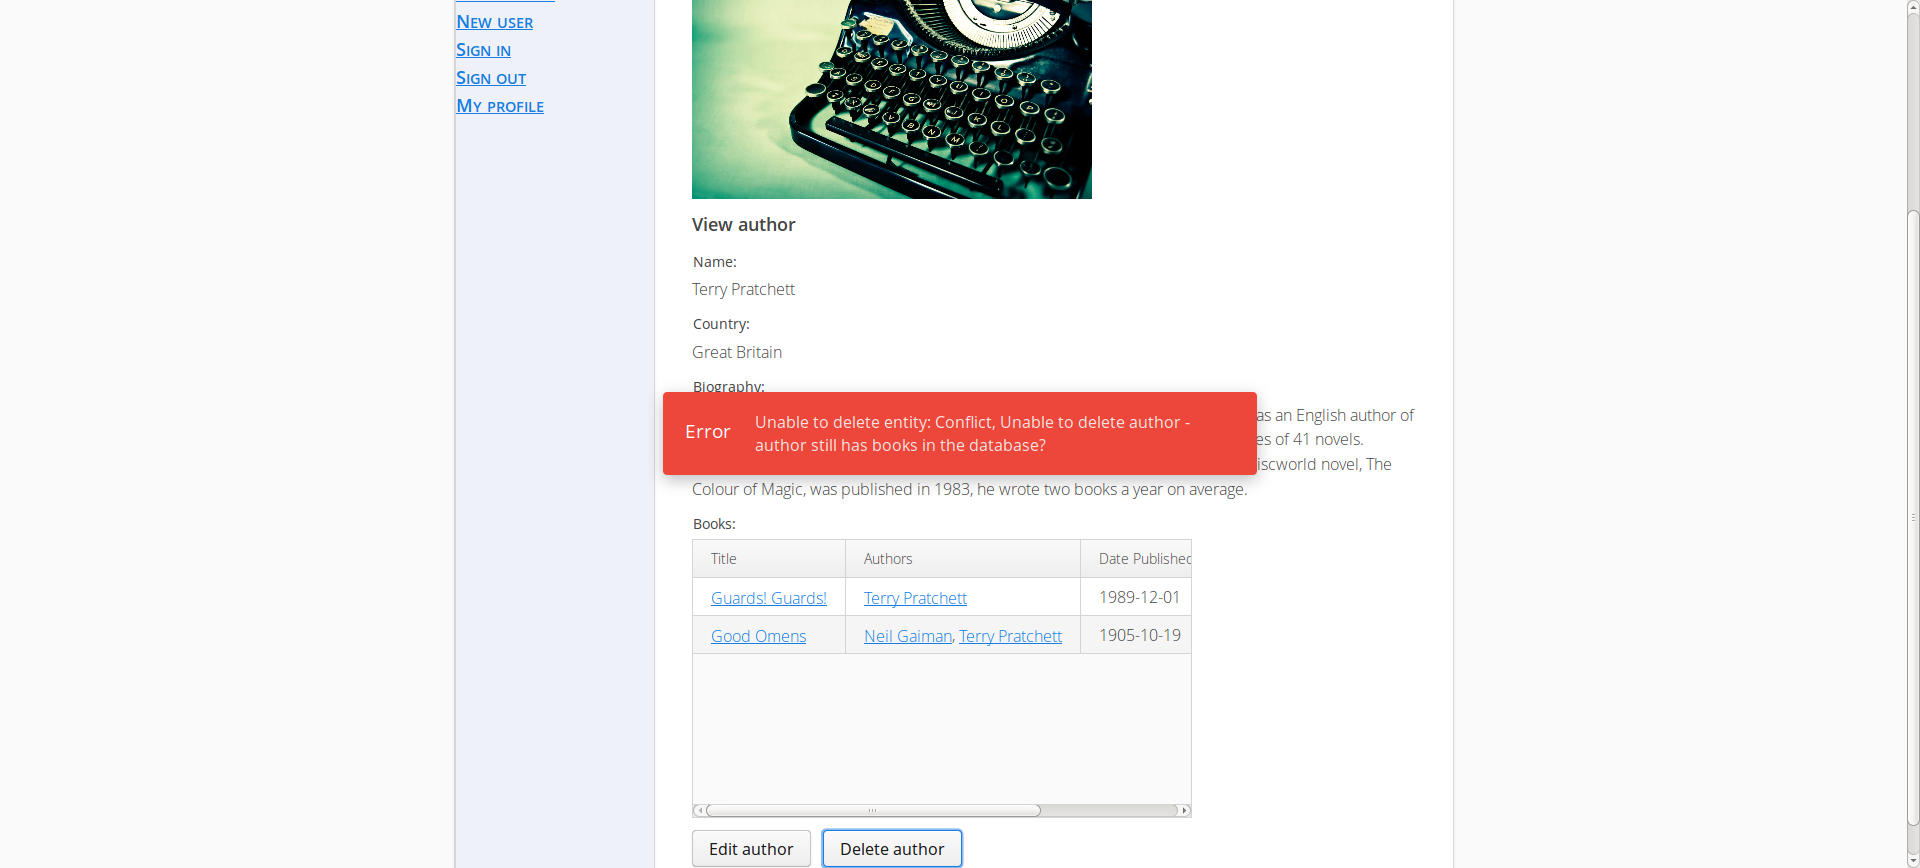 New user
Sign in
Sign out
My profile
View author
Name:
Terry Pratchett
Country:
Great Britain
Biography:
as an English author of
es of 41 novels.
iscworld novel, The
Error
Unable to delete entity: Conflict, Unable to delete author -
author still has books in the database?
Colour of Magic, was published in 1983, he wrote two books a year on average.
Books:
Title Authors Date Published
Guards! Guards! Terry Pratchett 1989-12-01
Good Omens Neil Gaiman, Terry Pratchett 1905-10-19
Edit author Delete author